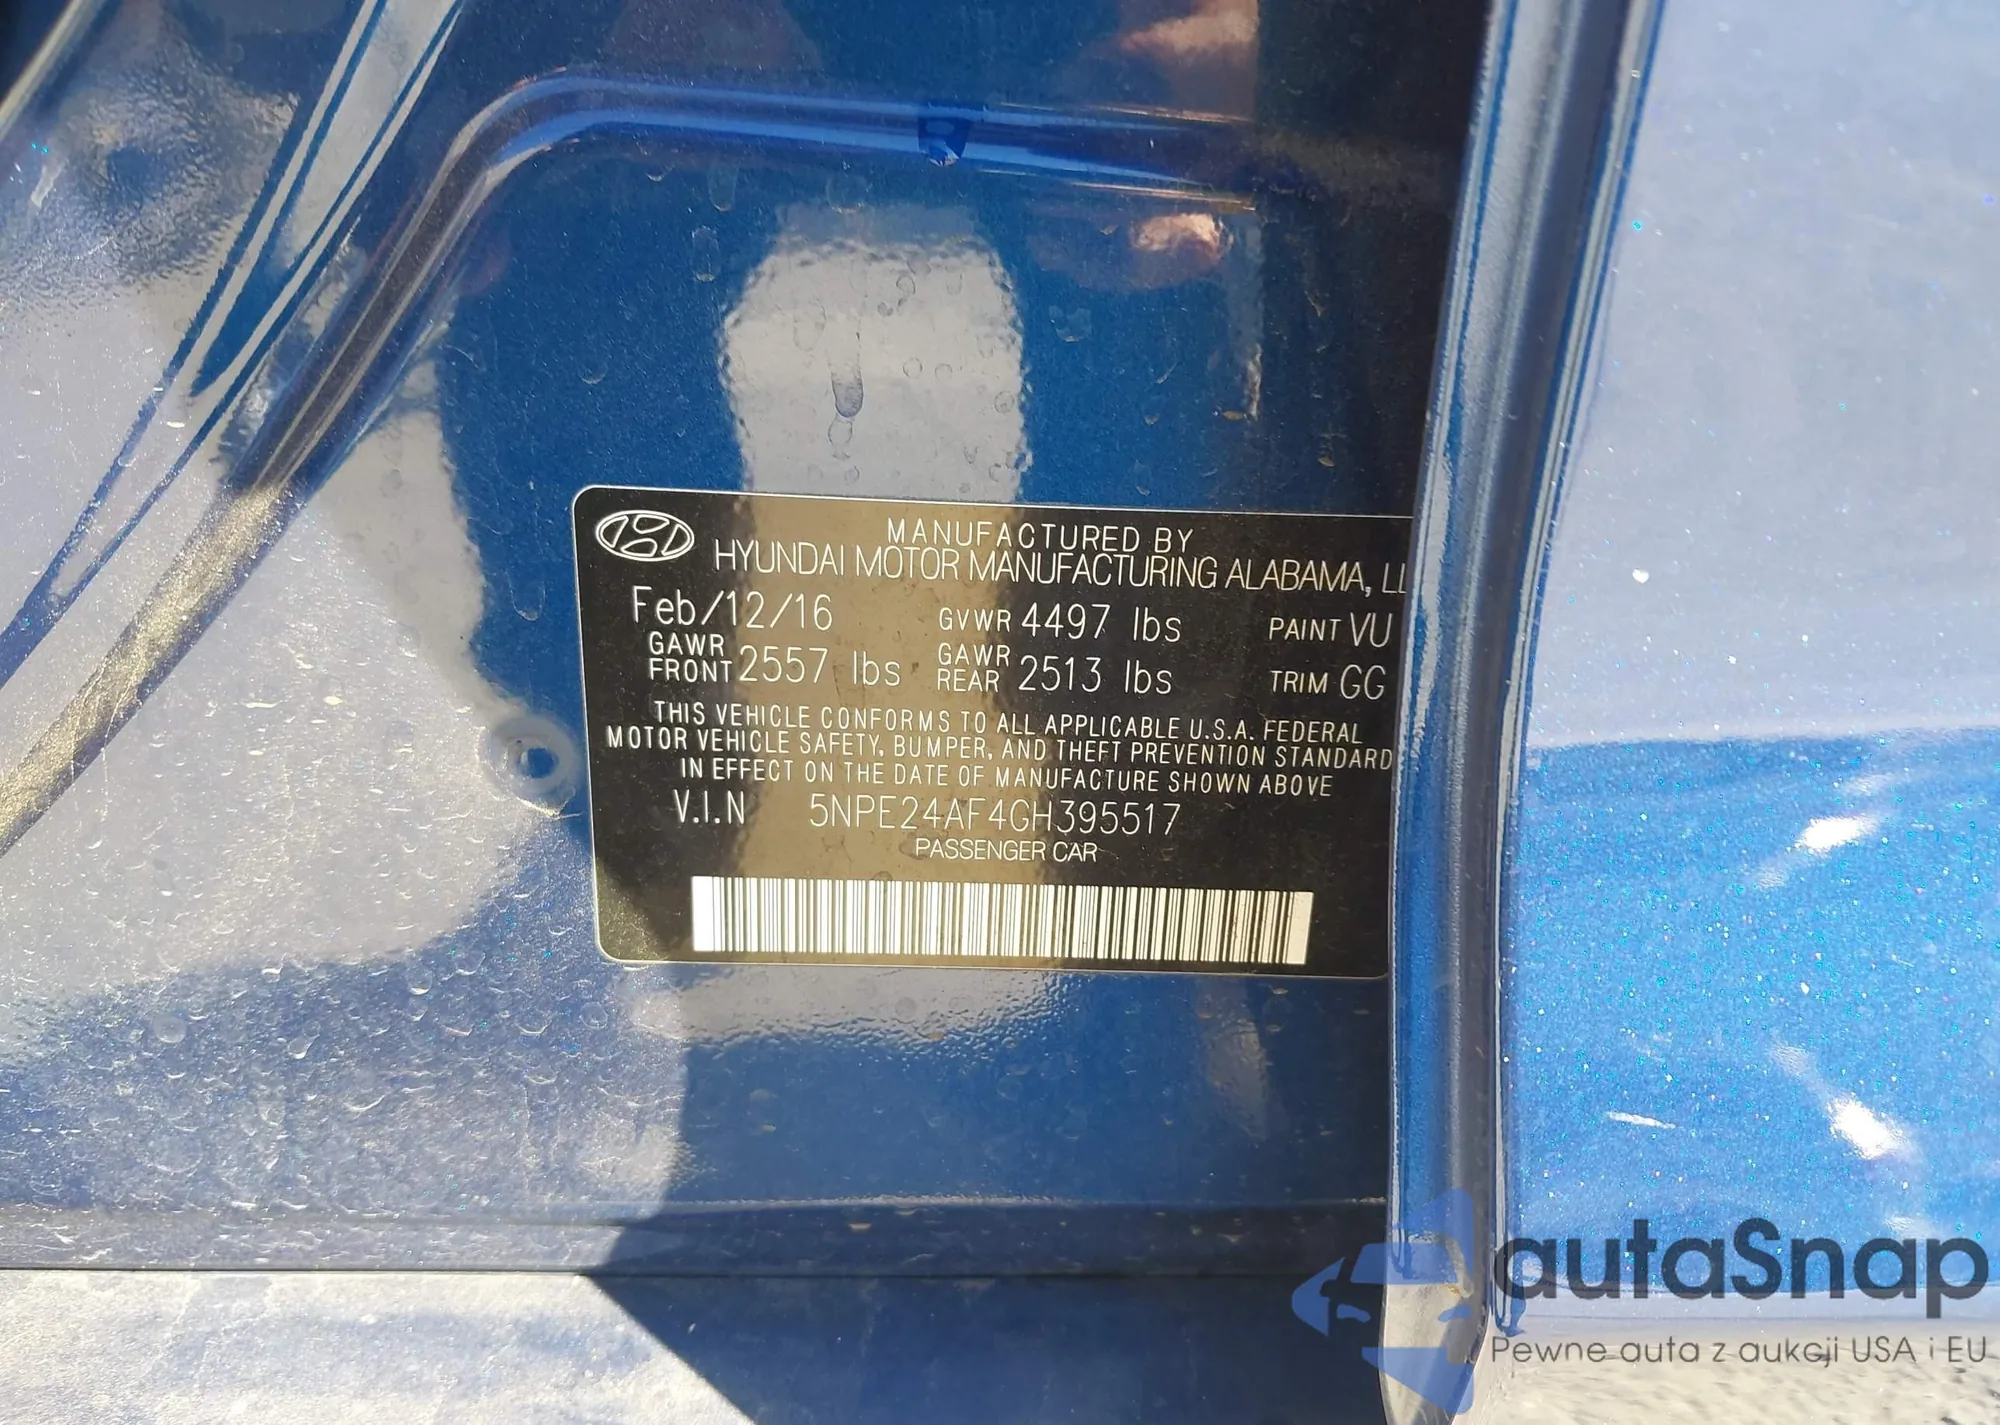 MANUFACTURED BY
HYUNDAI MOTOR MANUFACTURING ALABAMA, LL
Feb/12/16 GVWR 4497 lbs PAINT VU
GAWR FRONT 2557 lbs GAWR REAR 2513 lbs TRIM GG
THIS VEHICLE CONFORMS TO ALL APPLICABLE U.S.A. FEDERAL
MOTOR VEHICLE SAFETY, BUMPER, AND THEFT PREVENTION STANDARD
IN EFFECT ON THE DATE OF MANUFACTURE SHOWN ABOVE
V.I.N 5NPE24AF4GH395517
PASSENGER CAR
autaSnap
Pewne auta z aukcji USA i EU